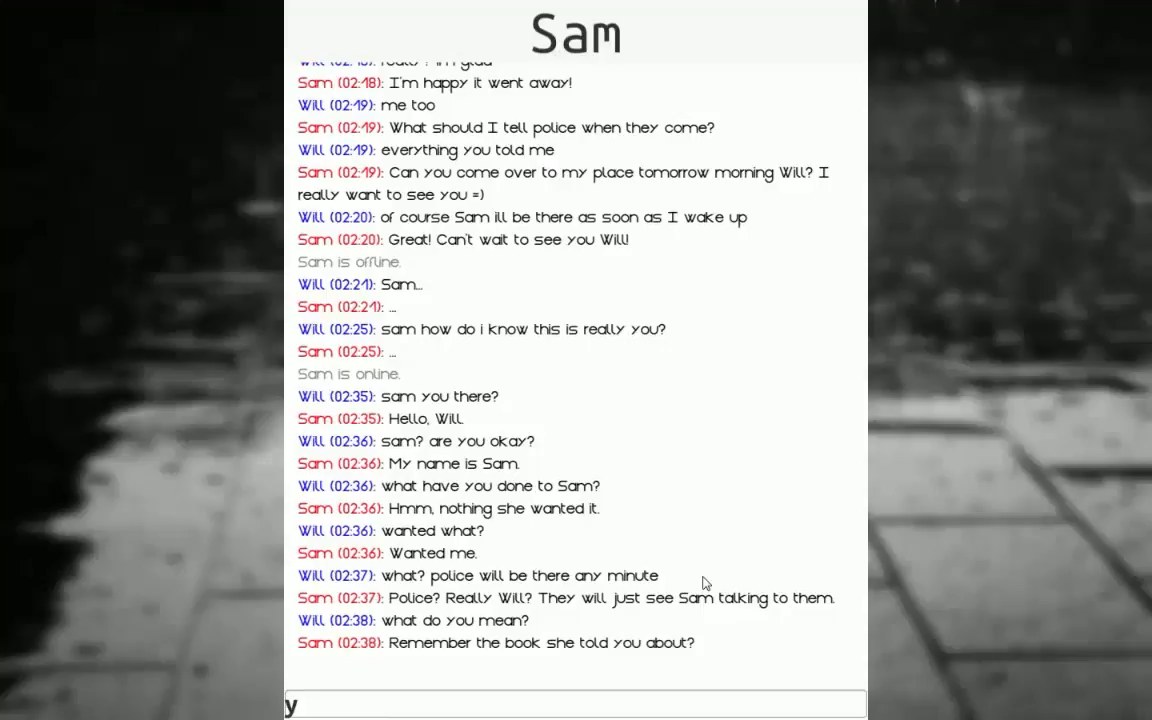 Sam
Sam (02:18): I'm happy it went away!
Will (02:19): me too
Sam (02:19): What should I tell police when they come?
Will (02:19): everything you told me
Sam (02:19): Can you come over to my place tomorrow morning Will? I
really want to see you =)
Will (02:20): of course Sam ill be there as soon as I wake up
Sam (02:20): Great! Can't wait to see you Will!
Sam is offline.
Will (02:21): Sam...
Sam (02:21): ...
Will (02:25): sam how do i know this is really you?
Sam (02:25): ...
Sam is online.
Will (02:35): sam you there?
Sam (02:35): Hello, Will.
Will (02:36): sam? are you okay?
Sam (02:36): My name is Sam.
Will (02:36): what have you done to Sam?
Sam (02:36): Hmm, nothing she wanted it.
Will (02:36): wanted what?
Sam (02:36): Wanted me.
Will (02:37): what? police will be there any minute
Sam (02:37): Police? Really Will? They will just see Sam talking to them.
Will (02:38): what do you mean?
Sam (02:38): Remember the book she told you about?
y